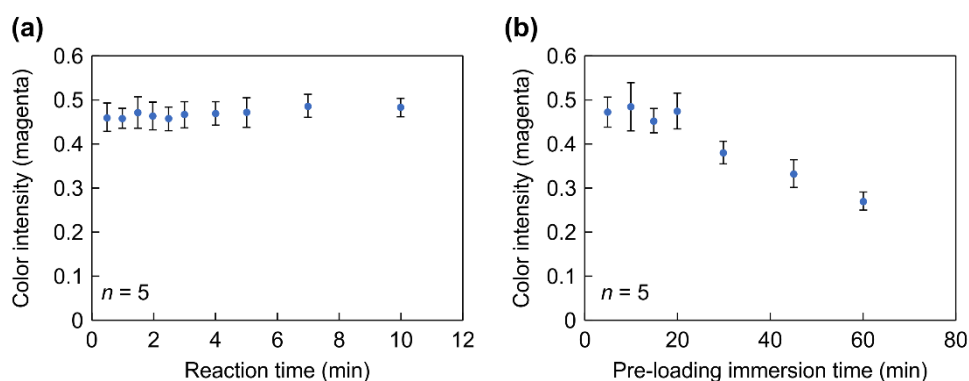 (a)
Color intensity (magenta)
0.6
0.5
0.4
0.3
0.2
0.1
0
n = 5
0 2 4 6 8 10 12
Reaction time (min)
(b)
Color intensity (magenta)
0.6
0.5
0.4
0.3
0.2
0.1
0
n = 5
0 20 40 60 80
Pre-loading immersion time (min)